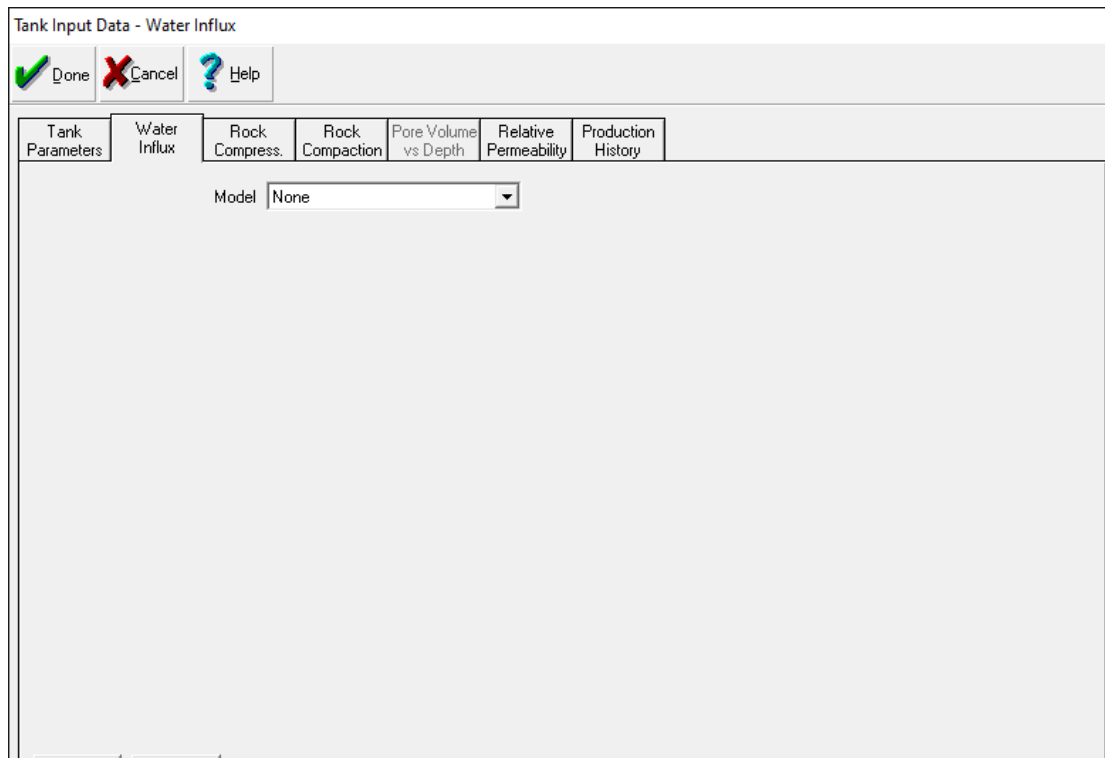 Tank Input Data - Water Influx
Done Cancel Help
Tank Parameters
Water Influx
Rock Compress.
Rock Compaction
Pore Volume vs Depth
Relative Permeability
Production History
Model None